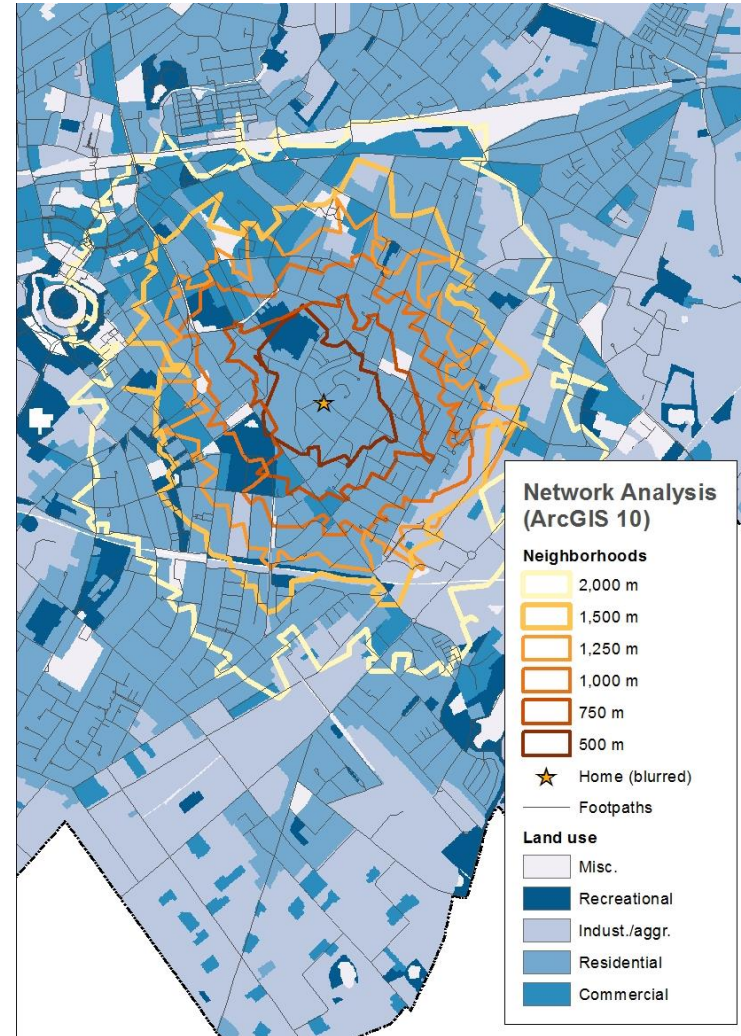 Network Analysis
(ArcGIS 10)
Neighborhoods
2,000 m
1,500 m
1,250 m
1,000 m
750 m
500 m
Home (blurred)
Footpaths
Land use
Misc.
Recreational
Indust./aggr.
Residential
Commercial